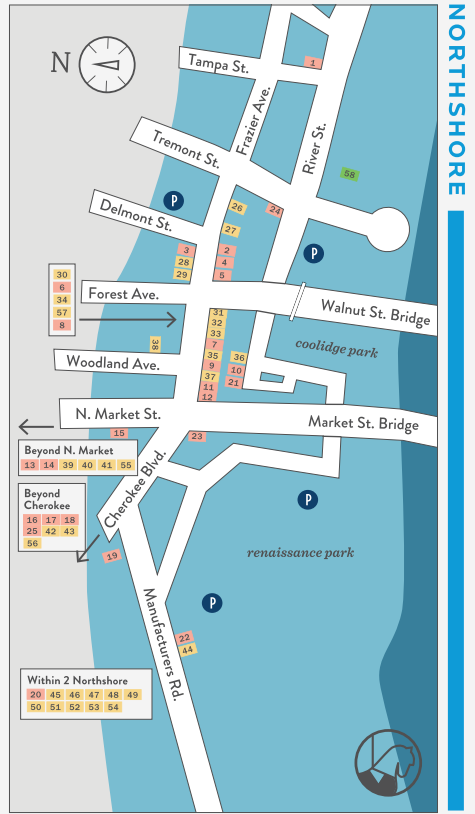 NORTHSHORE
N
Tampa St.
1
Frazier Ave.
River St.
Tremont St.
58
P
Delmont St.
26
24
27
P
3
28
29
2
4
5
30
6
34
57
8
Forest Ave.
Walnut St. Bridge
31
32
33
7
35
9
37
11
12
36
10
21
38
coolidge park
Woodland Ave.
N. Market St.
Market St. Bridge
15
23
Beyond N. Market
13 14 39 40 41 55
Cherokee Blvd.
Beyond
Cherokee
16 17 18
25 42 43
56
P
19
renaissance park
P
Manufacturers Rd.
22
44
Within 2 Northshore
20 45 46 47 48 49
50 51 52 53 54